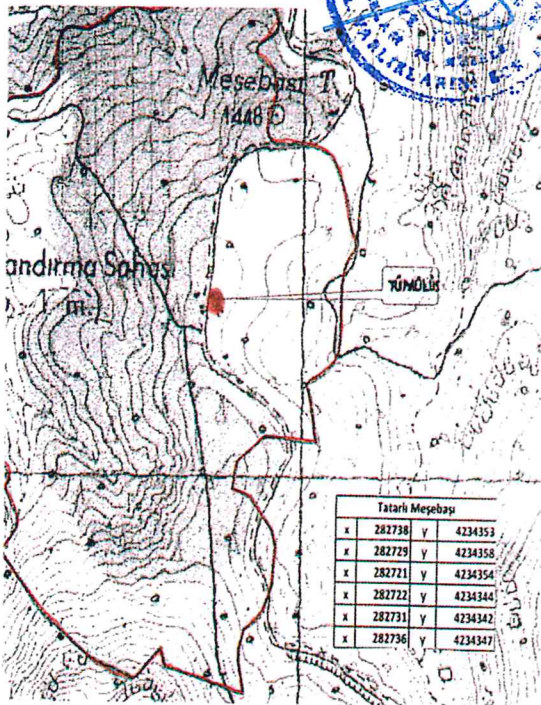 Meşebaşı T.
1448
andırma Sahası
1 m.
TÜMÜLÜS
Tatarlı Meşebaşı
x 282738 y 4234353
x 282729 y 4234358
x 282721 y 4234354
x 282722 y 4234344
x 282731 y 4234342
x 282736 y 4234347